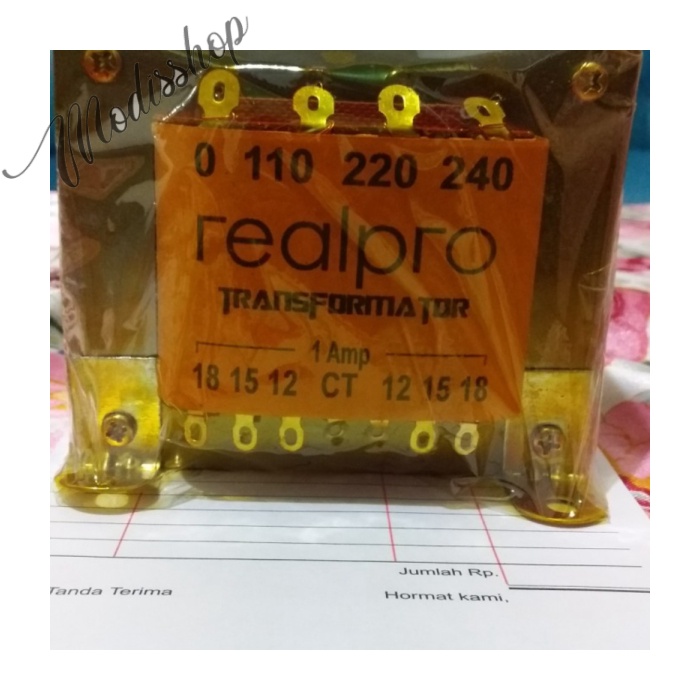 Modisshop
0 110 220 240
realpro
TRANSFORMATOR
1 Amp
18 15 12 CT 12 15 18
Jumlah Rp.
Tanda Terima
Hormat kami,